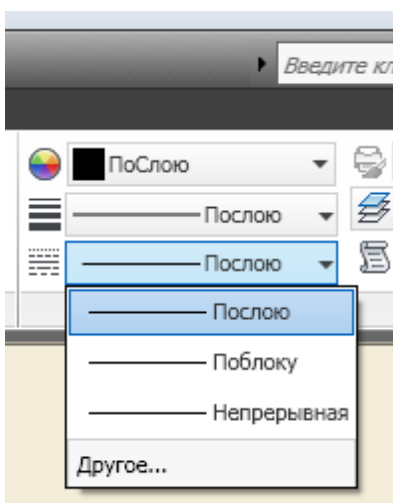 Введите кл
ПоСлою
Послою
Послою
Послою
Поблоку
Непрерывная
Другое...